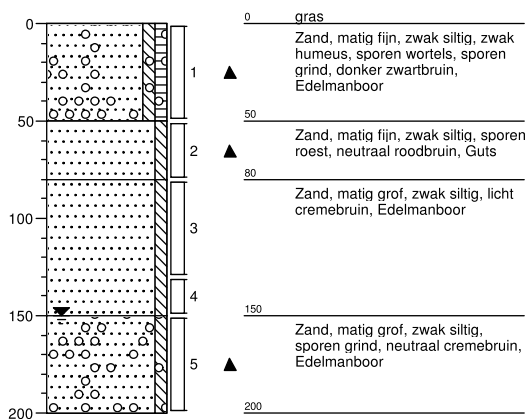 0
50
100
150
200
1
2
3
4
5
0 gras
Zand, matig fijn, zwak siltig, zwak
humeus, sporen wortels, sporen
grind, donker zwartbruin,
Edelmanboor
50
Zand, matig fijn, zwak siltig, sporen
roest, neutraal roodbruin, Guts
80
Zand, matig grof, zwak siltig, licht
cremebruin, Edelmanboor
150
Zand, matig grof, zwak siltig,
sporen grind, neutraal cremebruin,
Edelmanboor
200